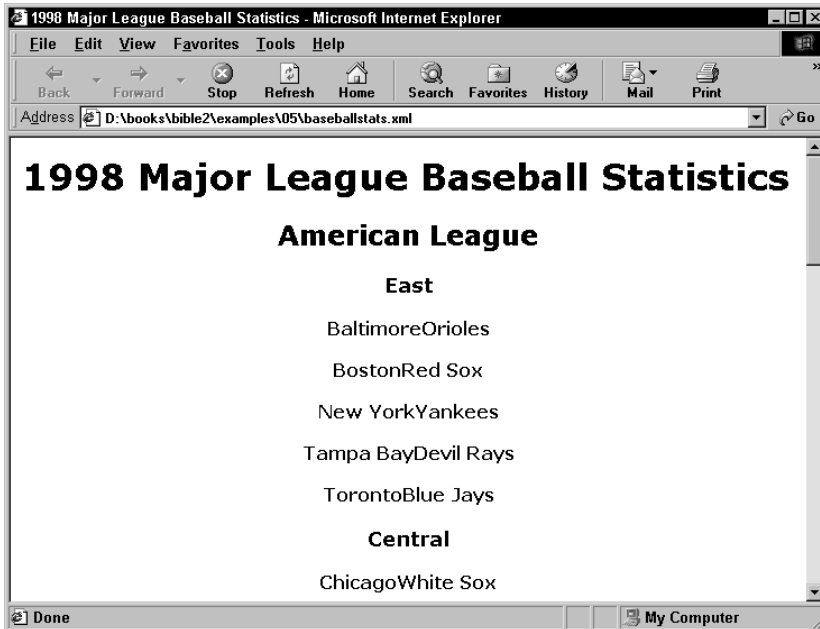 1998 Major League Baseball Statistics - Microsoft Internet Explorer
File Edit View Favorites Tools Help
Back Forward Stop Refresh Home Search Favorites History Mail Print »
Address D:\books\bible2\examples\05\baseballstats.xml Go
1998 Major League Baseball Statistics
American League
East
BaltimoreOrioles
BostonRed Sox
New YorkYankees
Tampa BayDevil Rays
TorontoBlue Jays
Central
ChicagoWhite Sox
Done My Computer